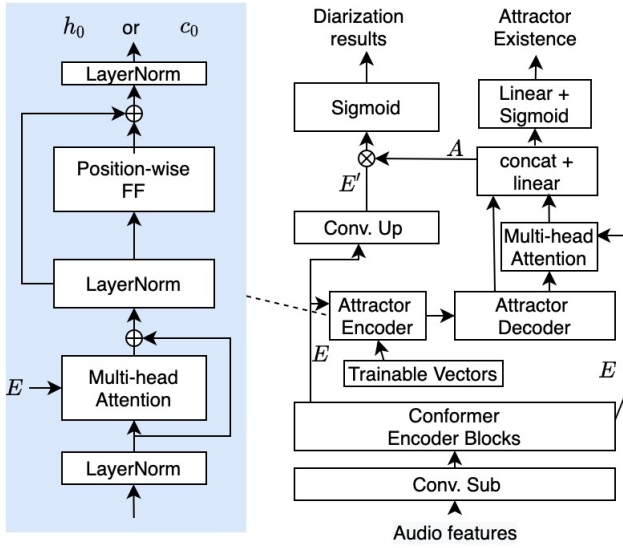 h₀ or c₀
LayerNorm
Position-wise
FF
LayerNorm
E
Multi-head
Attention
LayerNorm
Diarization
results
Attractor
Existence
Sigmoid
Linear +
Sigmoid
A
E′
concat +
linear
Conv. Up
Multi-head
Attention
Attractor
Encoder
Attractor
Decoder
E
Trainable Vectors
E
Conformer
Encoder Blocks
Conv. Sub
Audio features